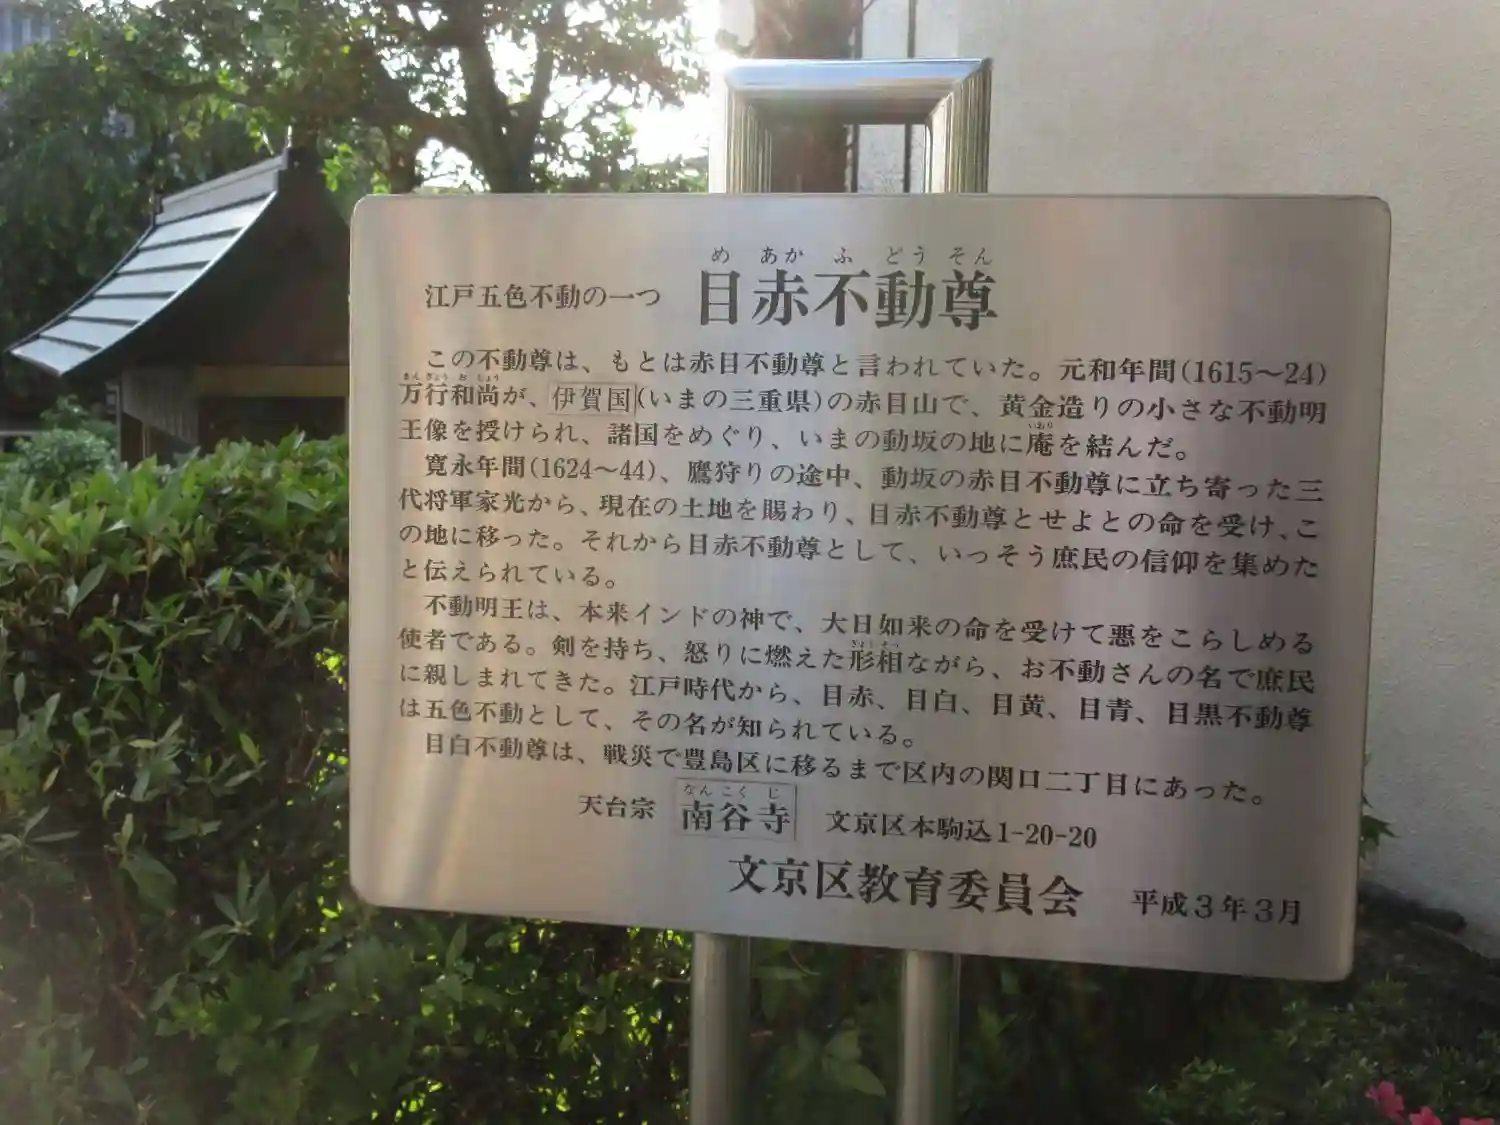 めあかふどうそん
江戸五色不動の一つ 目赤不動尊
この不動尊は、もとは赤目不動尊と言われていた。元和年間(1615～24)
まんぎょうおしょう
万行和尚が、伊賀国(いまの三重県)の赤目山で、黄金造りの小さな不動明
いおり
王像を授けられ、諸国をめぐり、いまの動坂の地に庵を結んだ。
寛永年間(1624～44)、鷹狩りの途中、動坂の赤目不動尊に立ち寄った三
代将軍家光から、現在の土地を賜わり、目赤不動尊とせよとの命を受け、こ
の地に移った。それから目赤不動尊として、いっそう庶民の信仰を集めた
と伝えられている。
不動明王は、本来インドの神で、大日如来の命を受けて悪をこらしめる
ぎょうそう
使者である。剣を持ち、怒りに燃えた形相ながら、お不動さんの名で庶民
に親しまれてきた。江戸時代から、目赤、目白、目黄、目青、目黒不動尊
は五色不動として、その名が知られている。
目白不動尊は、戦災で豊島区に移るまで区内の関口二丁目にあった。
なんこくじ
天台宗 南谷寺 文京区本駒込1-20-20
文京区教育委員会 平成3年3月